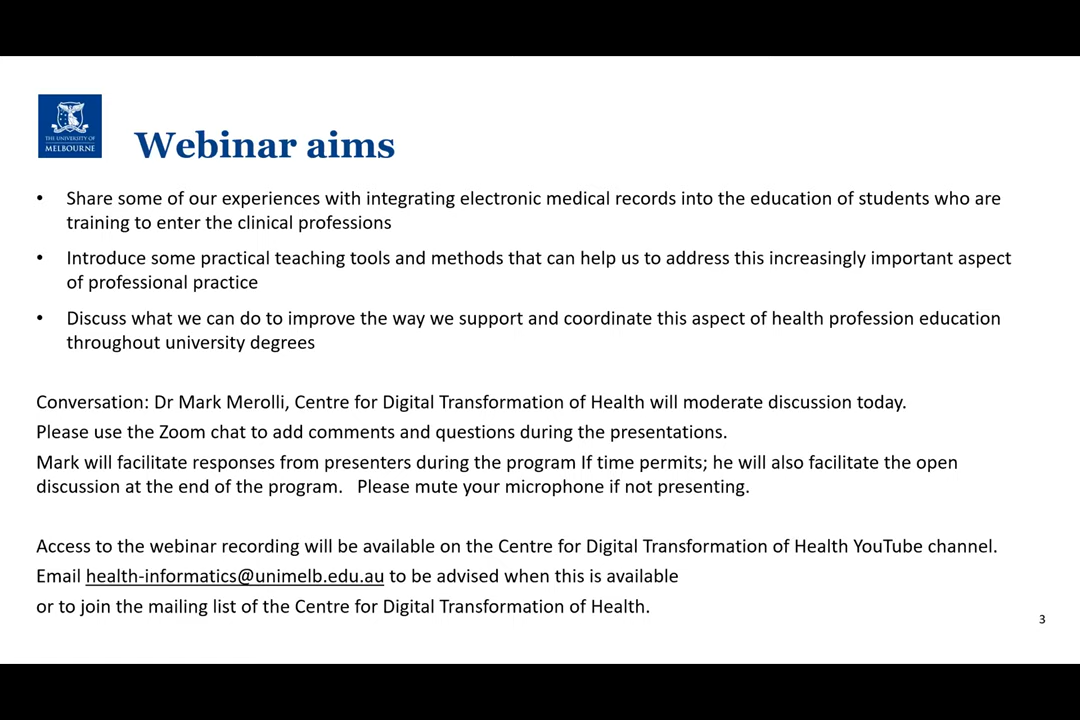 THE UNIVERSITY OF
MELBOURNE
Webinar aims
• Share some of our experiences with integrating electronic medical records into the education of students who are
training to enter the clinical professions
• Introduce some practical teaching tools and methods that can help us to address this increasingly important aspect
of professional practice
• Discuss what we can do to improve the way we support and coordinate this aspect of health profession education
throughout university degrees
Conversation: Dr Mark Merolli, Centre for Digital Transformation of Health will moderate discussion today.
Please use the Zoom chat to add comments and questions during the presentations.
Mark will facilitate responses from presenters during the program If time permits; he will also facilitate the open
discussion at the end of the program. Please mute your microphone if not presenting.
Access to the webinar recording will be available on the Centre for Digital Transformation of Health YouTube channel.
Email health-informatics@unimelb.edu.au to be advised when this is available
or to join the mailing list of the Centre for Digital Transformation of Health.
3